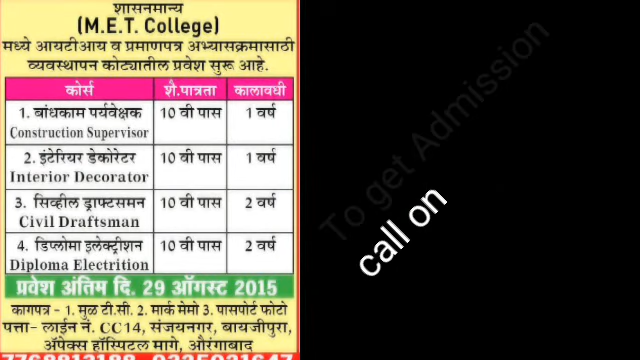 शासनमान्य
(M.E.T. College)
मध्ये आयटीआय व प्रमाणपत्र अभ्यासक्रमासाठी
व्यवस्थापन कोट्यातील प्रवेश सुरू आहे.
कोर्स शै.पात्रता कालावधी
1. बांधकाम पर्यवेक्षक 10 वी पास 1 वर्ष
Construction Supervisor
2. इंटेरियर डेकोरेटर 10 वी पास 1 वर्ष
Interior Decorator
3. सिव्हील ड्राफ्टसमन 10 वी पास 2 वर्ष
Civil Draftsman
4. डिप्लोमा इलेक्ट्रीशन 10 वी पास 2 वर्ष
Diploma Electrition
प्रवेश अंतिम दि. 29 ऑगस्ट 2015
कागपत्र - 1. मुळ टी.सी. 2. मार्क मेमो 3. पासपोर्ट फोटो
पत्ता- लाईन नं. CC14, संजयनगर, बायजीपुरा,
ॲपेक्स हॉस्पिटल मागे, औरंगाबाद
To get Admission
call on